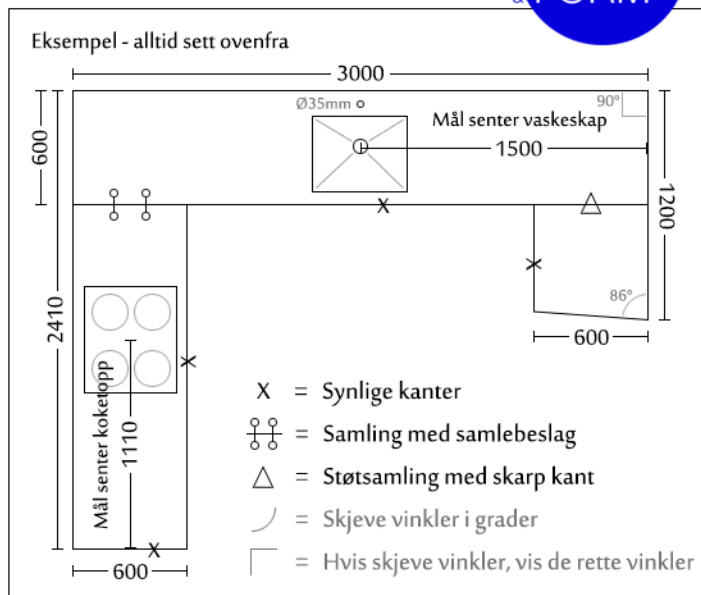 &
FORM
Eksempel - alltid sett ovenfra
3000
Ø35mm
90°
Mål senter vaskeskap
1500
600
1200
2410
X
X
86°
600
X
Mål senter koketopp
1110
X
600
X = Synlige kanter
= Samling med samlebeslag
= Støtsamling med skarp kant
= Skjeve vinkler i grader
= Hvis skjeve vinkler, vis de rette vinkler